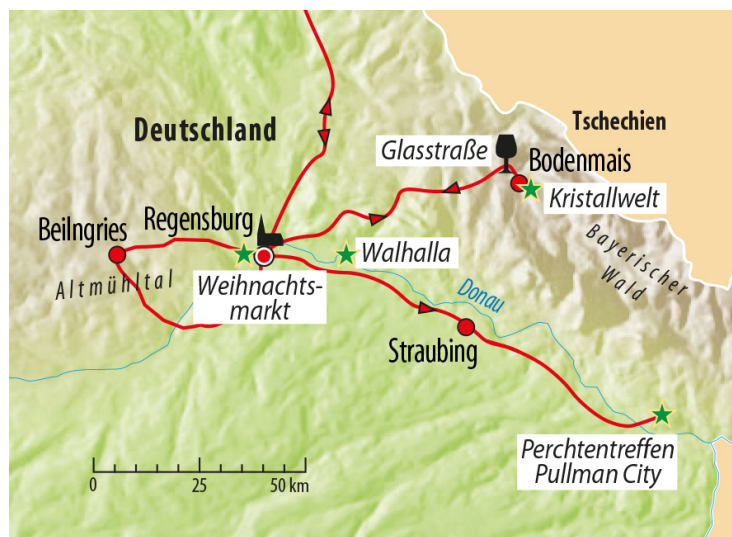 Deutschland
Tschechien
Glasstraße
Bodenmais
Kristallwelt
Regensburg
Beilngries
Walhalla
Bayerischer
Wald
Altmühltal
Weihnachts-
markt
Donau
Straubing
Perchtentreffen
Pullman City
0 25 50 km